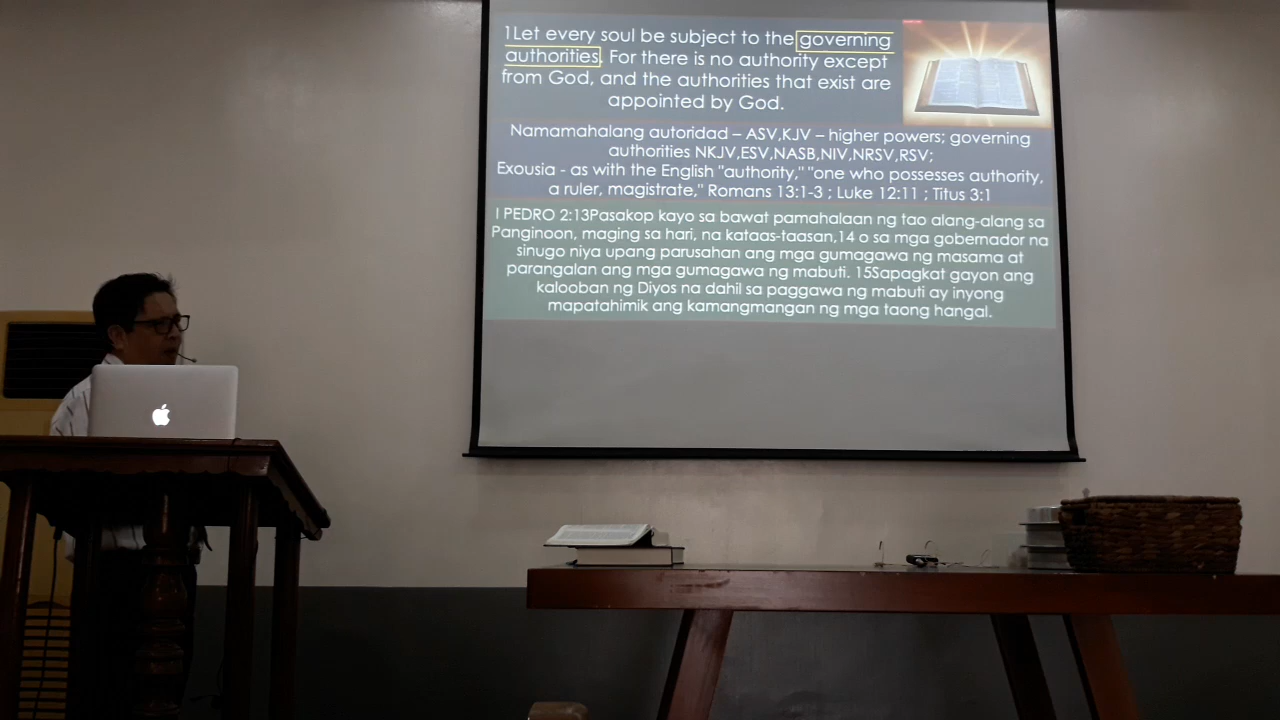 1Let every soul be subject to the governing
authorities. For there is no authority except
from God, and the authorities that exist are
appointed by God.
Namamahalang autoridad – ASV,KJV – higher powers; governing
authorities NKJV,ESV,NASB,NIV,NRSV,RSV;
Exousia - as with the English "authority," "one who possesses authority,
a ruler, magistrate," Romans 13:1-3 ; Luke 12:11 ; Titus 3:1
I PEDRO 2:13Pasakop kayo sa bawat pamahalaan ng tao alang-alang sa
Panginoon, maging sa hari, na kataas-taasan,14 o sa mga gobernador na
sinugo niya upang parusahan ang mga gumagawa ng masama at
parangalan ang mga gumagawa ng mabuti. 15Sapagkat gayon ang
kalooban ng Diyos na dahil sa paggawa ng mabuti ay inyong
mapatahimik ang kamangmangan ng mga taong hangal.